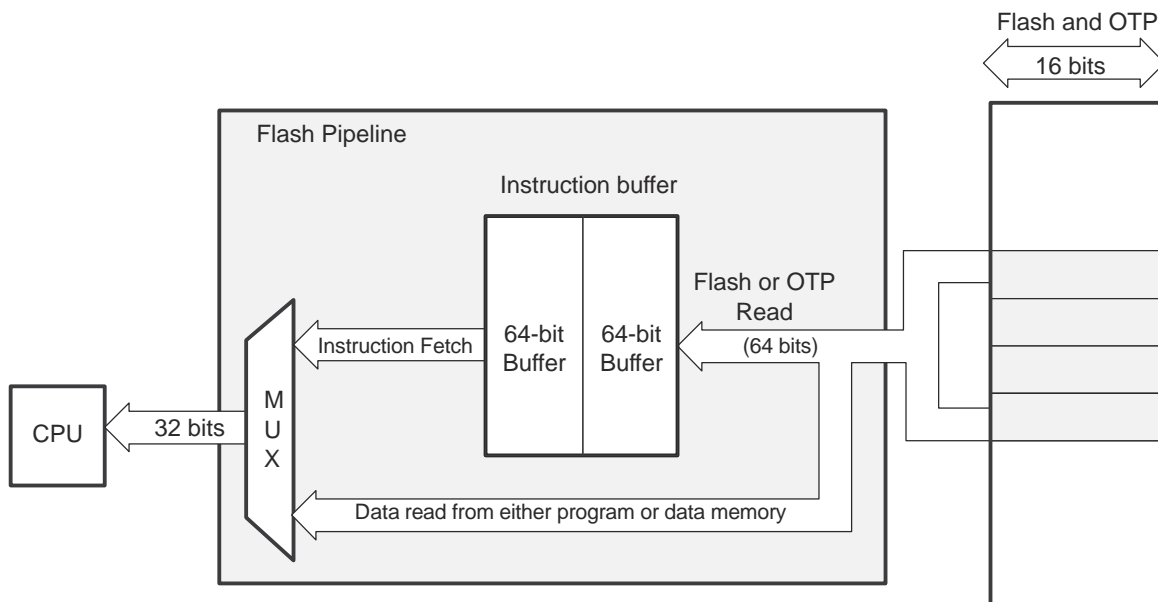 Flash and OTP
16 bits
Flash Pipeline
Instruction buffer
Flash or OTP
Read
(64 bits)
Instruction Fetch
64-bit
Buffer
64-bit
Buffer
M
U
X
CPU
32 bits
Data read from either program or data memory